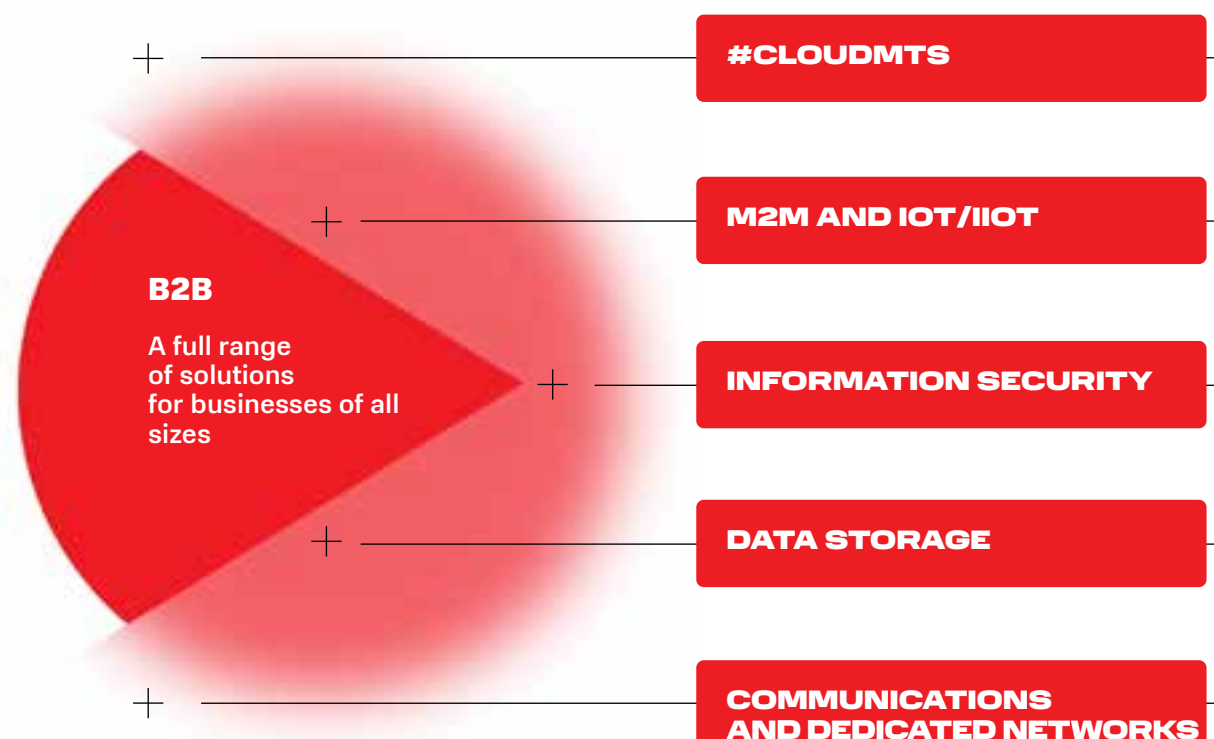 #CLOUDMTS
M2M AND IOT/IIOT
B2B
A full range
of solutions
for businesses of all
sizes
INFORMATION SECURITY
DATA STORAGE
COMMUNICATIONS
AND DEDICATED NETWORKS